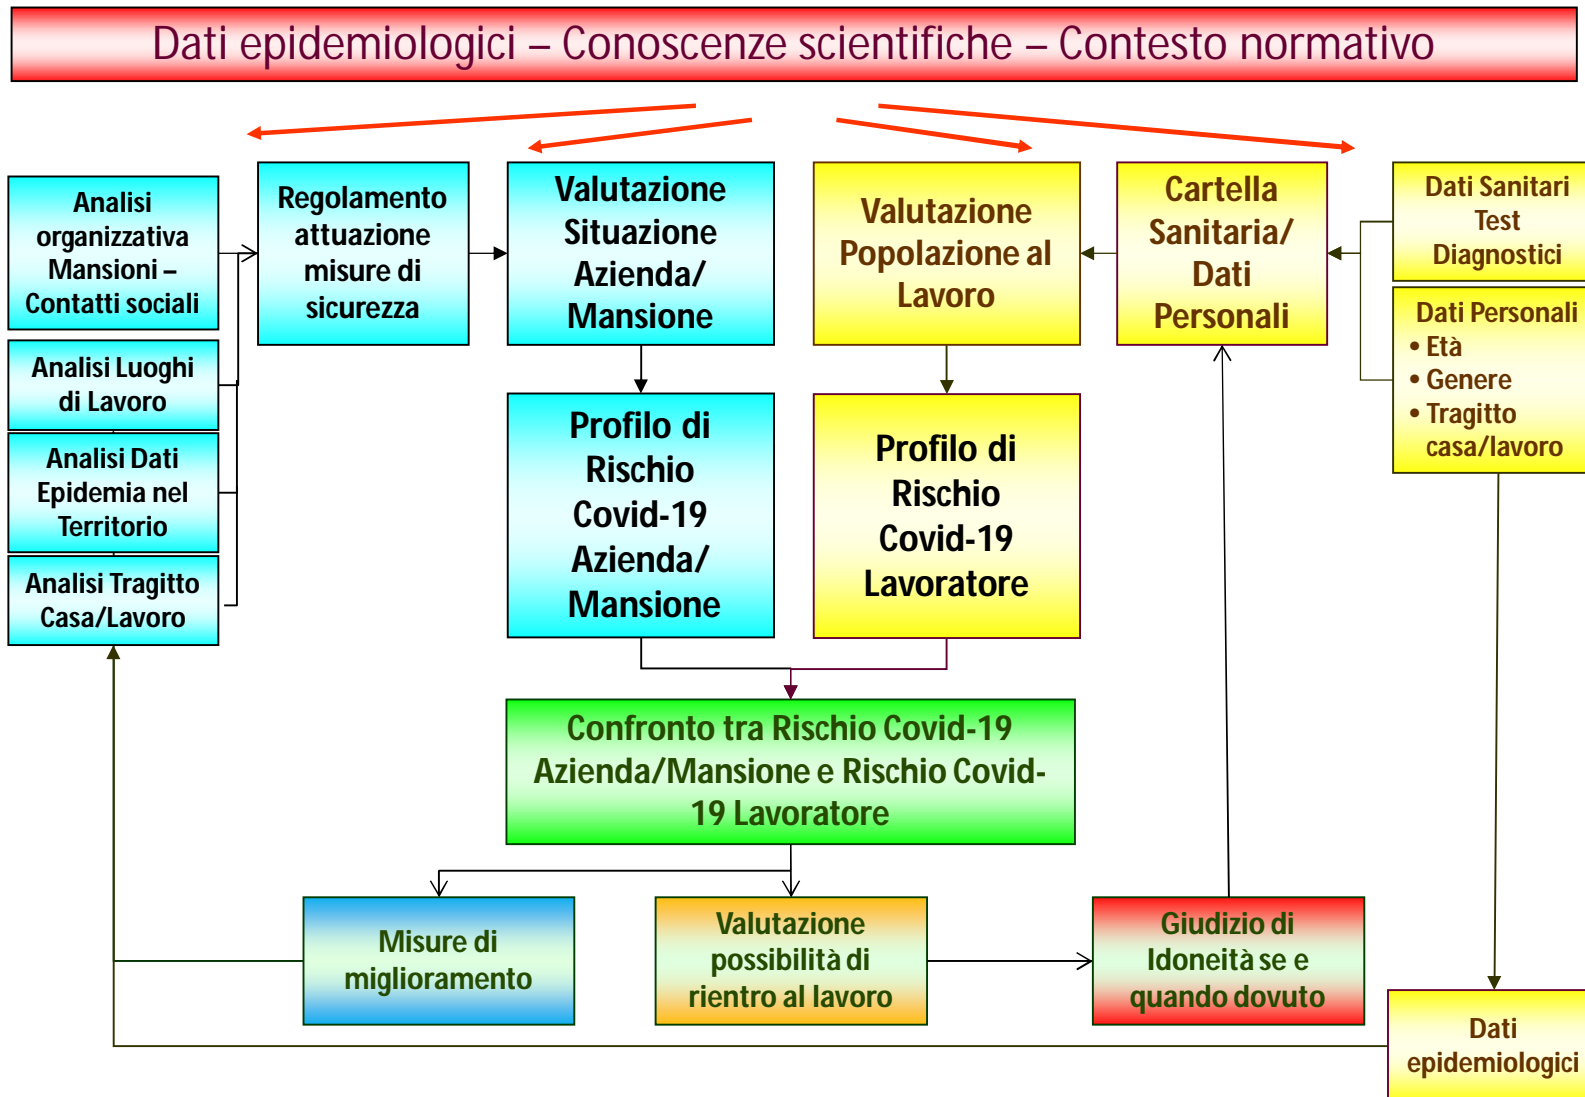 Dati epidemiologici – Conoscenze scientifiche – Contesto normativo
Analisi
organizzativa
Mansioni –
Contatti sociali
Regolamento
attuazione
misure di
sicurezza
Valutazione
Situazione
Azienda/
Mansione
Valutazione
Popolazione al
Lavoro
Cartella
Sanitaria/
Dati
Personali
Dati Sanitari
Test
Diagnostici
Dati Personali
• Età
• Genere
• Tragitto
casa/lavoro
Analisi Luoghi
di Lavoro
Analisi Dati
Epidemia nel
Territorio
Analisi Tragitto
Casa/Lavoro
Profilo di
Rischio
Covid-19
Azienda/
Mansione
Profilo di
Rischio
Covid-19
Lavoratore
Confronto tra Rischio Covid-19
Azienda/Mansione e Rischio Covid-
19 Lavoratore
Misure di
miglioramento
Valutazione
possibilità di
rientro al lavoro
Giudizio di
Idoneità se e
quando dovuto
Dati
epidemiologici